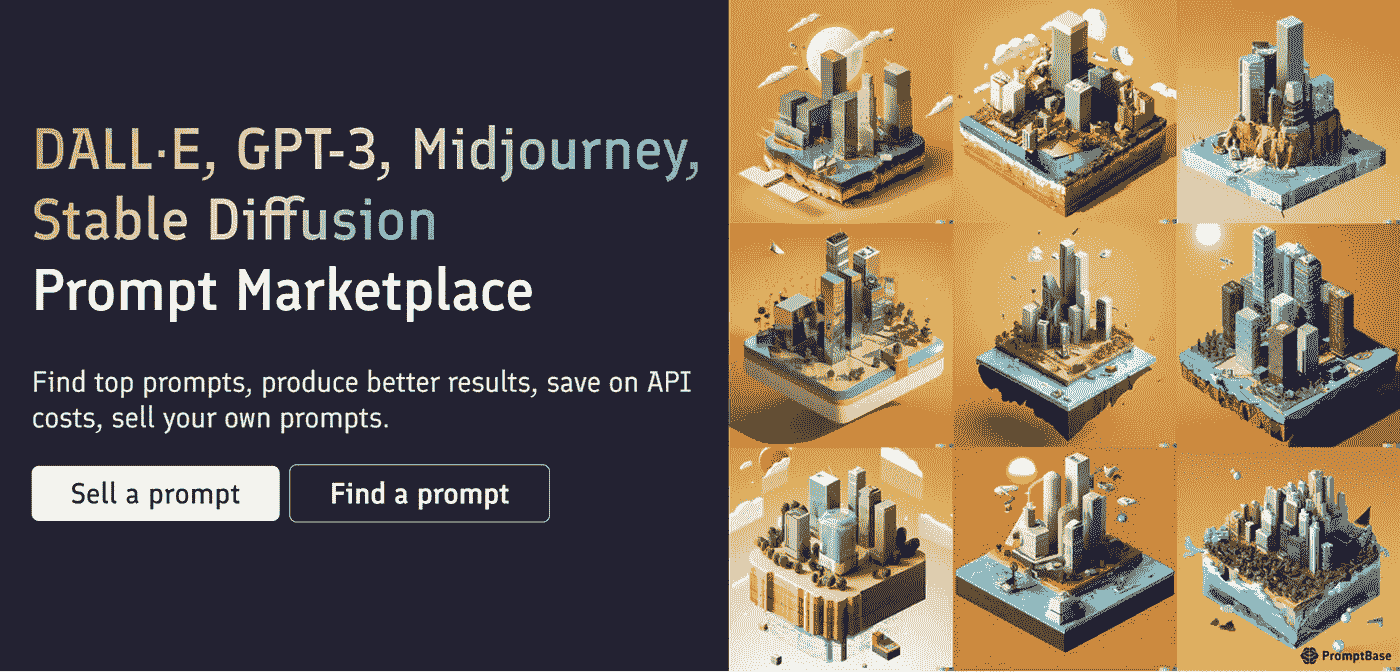 DALL·E, GPT-3, Midjourney,
Stable Diffusion
Prompt Marketplace
Find top prompts, produce better results, save on API
costs, sell your own prompts.
Sell a prompt
Find a prompt
PromptBase